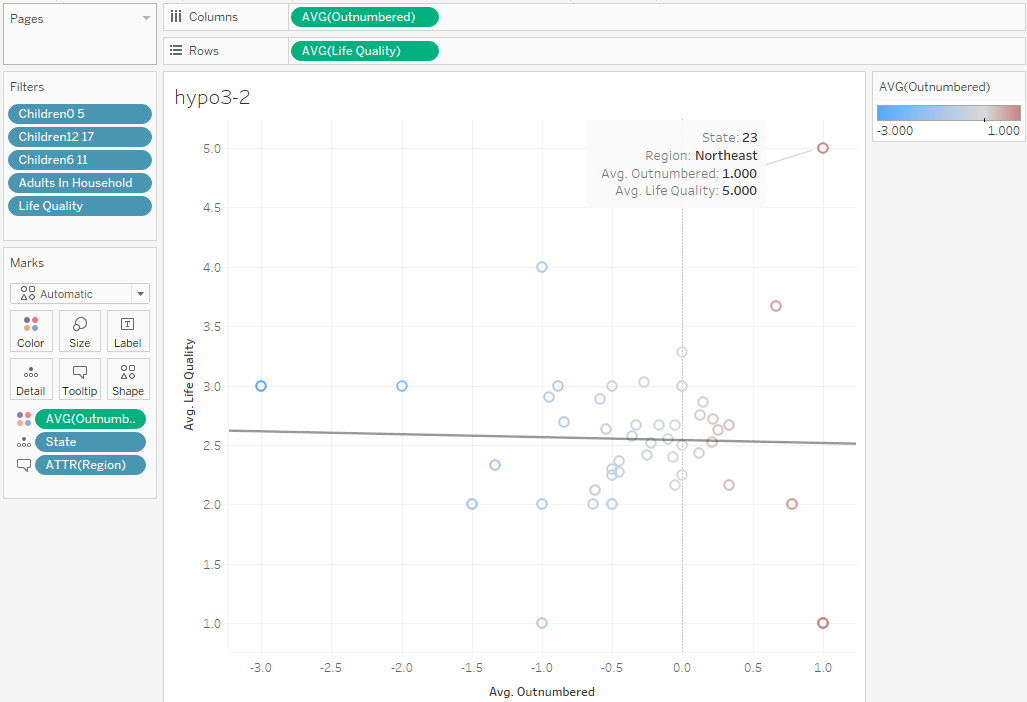 Pages
Columns
AVG(Outnumbered)
Rows
AVG(Life Quality)
Filters
Children0 5
Children12 17
Children6 11
Adults In Household
Life Quality
Marks
Automatic
Color
Size
Label
T
Detail
Tooltip
Shape
AVG(Outnumb..
State
ATTR(Region)
hypo3-2
State: 23
Region: Northeast
Avg. Outnumbered: 1.000
Avg. Life Quality: 5.000
Avg. Life Quality
5.0
4.5
4.0
3.5
3.0
2.5
2.0
1.5
1.0
-3.0 -2.5 -2.0 -1.5 -1.0 -0.5 0.0 0.5 1.0
Avg. Outnumbered
AVG(Outnumbered)
-3.000 1.000